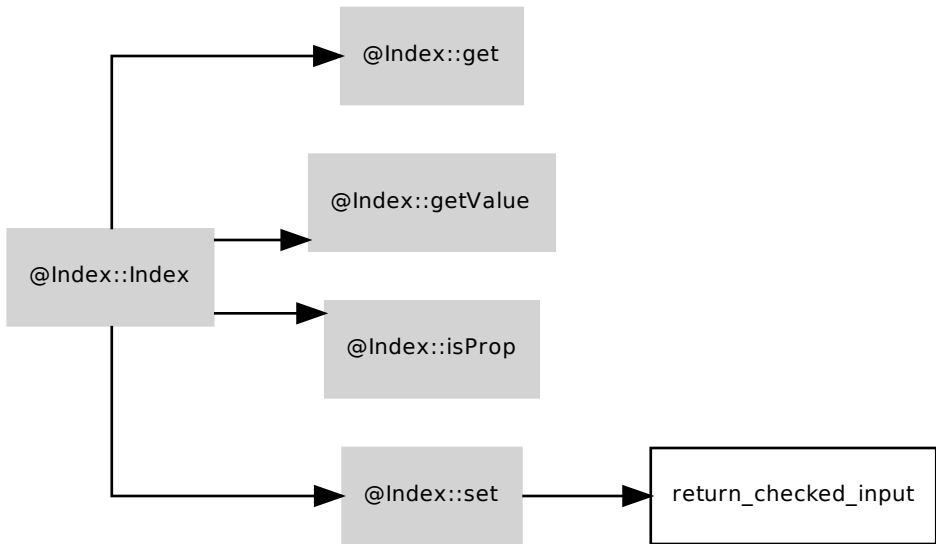 @Index::get
@Index::getValue
@Index::Index
@Index::isProp
@Index::set
return_checked_input